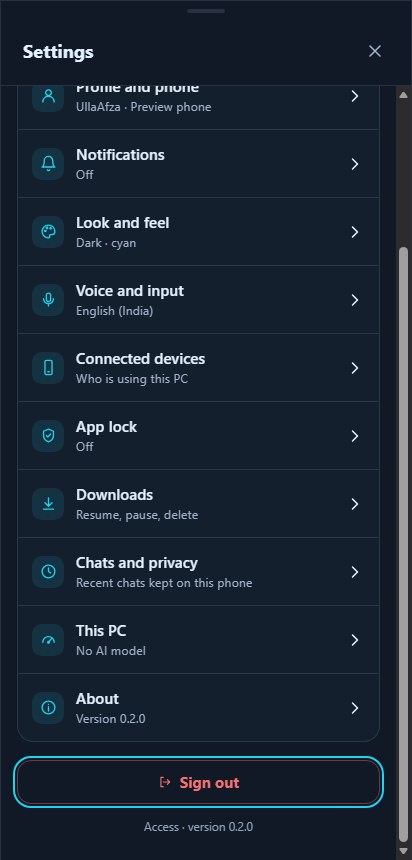 Settings
Profile and phone
UllaAfza · Preview phone
Notifications
Off
Look and feel
Dark · cyan
Voice and input
English (India)
Connected devices
Who is using this PC
App lock
Off
Downloads
Resume, pause, delete
Chats and privacy
Recent chats kept on this phone
This PC
No AI model
About
Version 0.2.0
Sign out
Access · version 0.2.0